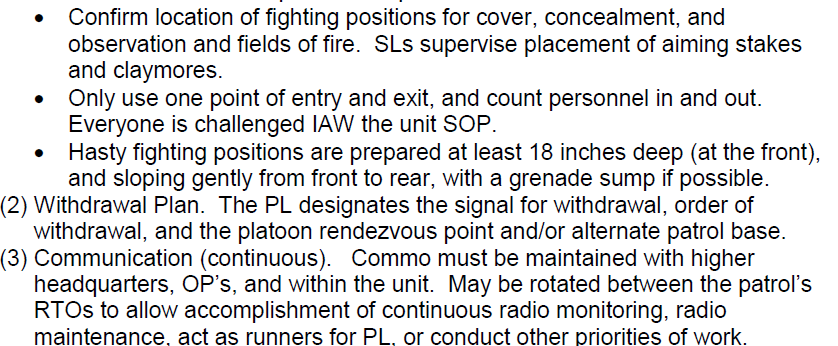 • Confirm location of fighting positions for cover, concealment, and
observation and fields of fire.  SLs supervise placement of aiming stakes
and claymores.
• Only use one point of entry and exit, and count personnel in and out.
Everyone is challenged IAW the unit SOP.
• Hasty fighting positions are prepared at least 18 inches deep (at the front),
and sloping gently from front to rear, with a grenade sump if possible.
(2) Withdrawal Plan.  The PL designates the signal for withdrawal, order of
withdrawal, and the platoon rendezvous point and/or alternate patrol base.
(3) Communication (continuous).   Commo must be maintained with higher
headquarters, OP’s, and within the unit.  May be rotated between the patrol’s
RTOs to allow accomplishment of continuous radio monitoring, radio
maintenance, act as runners for PL, or conduct other priorities of work.